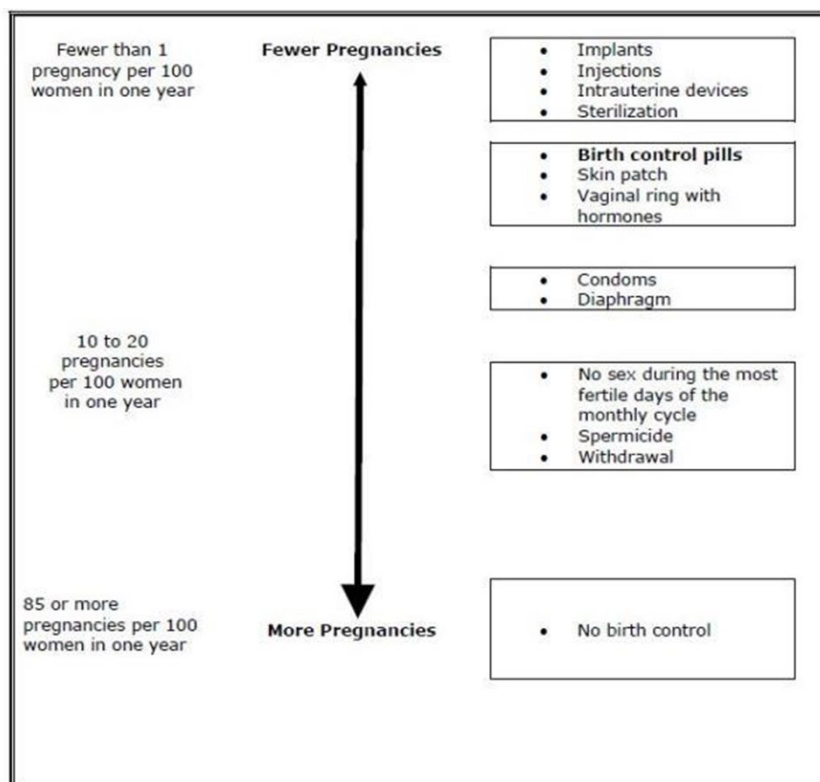 Fewer than 1
pregnancy per 100
women in one year
Fewer Pregnancies
• Implants
• Injections
• Intrauterine devices
• Sterilization
• Birth control pills
• Skin patch
• Vaginal ring with
hormones
• Condoms
• Diaphragm
10 to 20
pregnancies
per 100 women
in one year
• No sex during the most
fertile days of the
monthly cycle
• Spermicide
• Withdrawal
85 or more
pregnancies per 100
women in one year
More Pregnancies
• No birth control